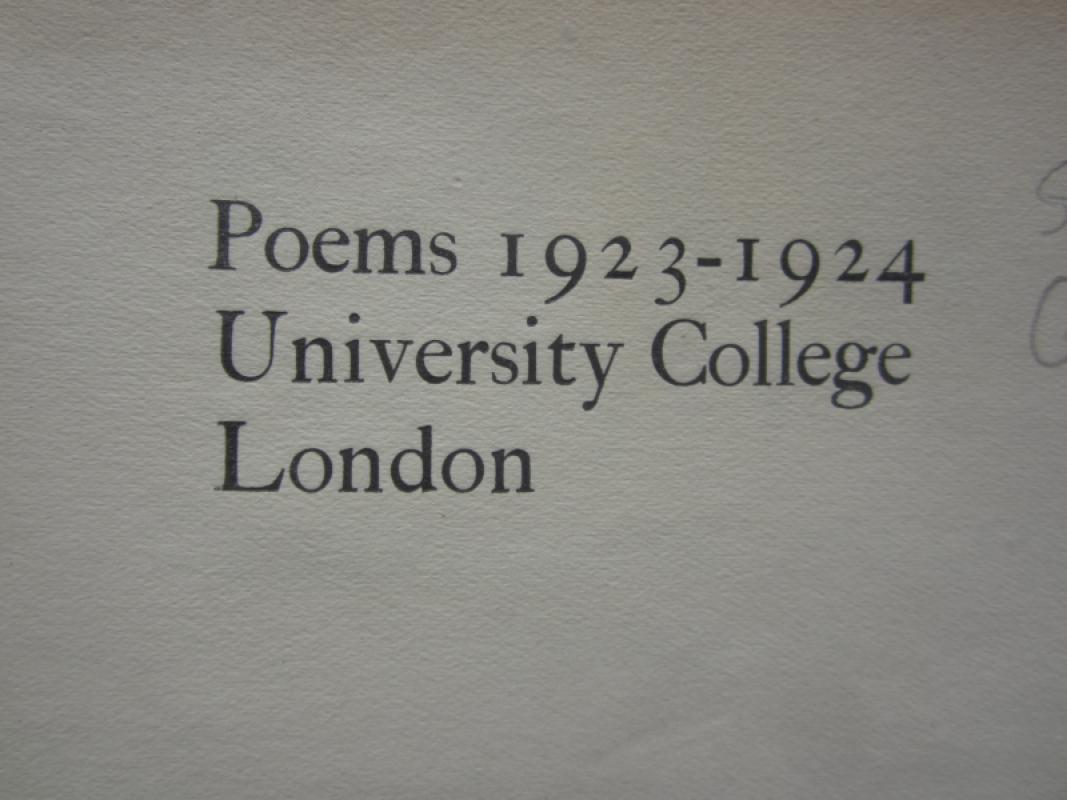 Poems 1923-1924
University College
London